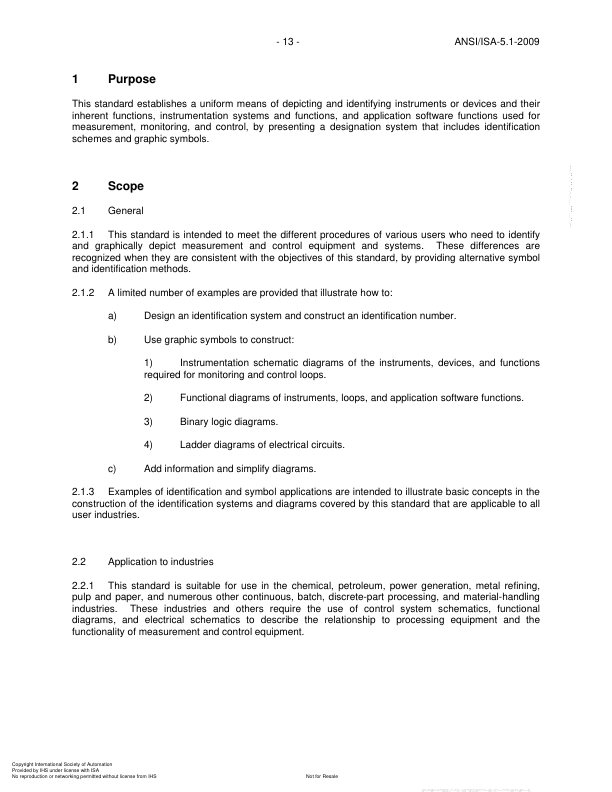 - 13 -
ANSI/ISA-5.1-2009
1 Purpose
This standard establishes a uniform means of depicting and identifying instruments or devices and their
inherent functions, instrumentation systems and functions, and application software functions used for
measurement, monitoring, and control, by presenting a designation system that includes identification
schemes and graphic symbols.
2 Scope
2.1 General
2.1.1 This standard is intended to meet the different procedures of various users who need to identify
and graphically depict measurement and control equipment and systems. These differences are
recognized when they are consistent with the objectives of this standard, by providing alternative symbol
and identification methods.
2.1.2 A limited number of examples are provided that illustrate how to:
a) Design an identification system and construct an identification number.
b) Use graphic symbols to construct:
1) Instrumentation schematic diagrams of the instruments, devices, and functions
required for monitoring and control loops.
2) Functional diagrams of instruments, loops, and application software functions.
3) Binary logic diagrams.
4) Ladder diagrams of electrical circuits.
c) Add information and simplify diagrams.
2.1.3 Examples of identification and symbol applications are intended to illustrate basic concepts in the
construction of the identification systems and diagrams covered by this standard that are applicable to all
user industries.
2.2 Application to industries
2.2.1 This standard is suitable for use in the chemical, petroleum, power generation, metal refining,
pulp and paper, and numerous other continuous, batch, discrete-part processing, and material-handling
industries. These industries and others require the use of control system schematics, functional
diagrams, and electrical schematics to describe the relationship to processing equipment and the
functionality of measurement and control equipment.
Copyright International Society of Automation
Provided by IHS under license with ISA
No reproduction or networking permitted without license from IHS
Not for Resale